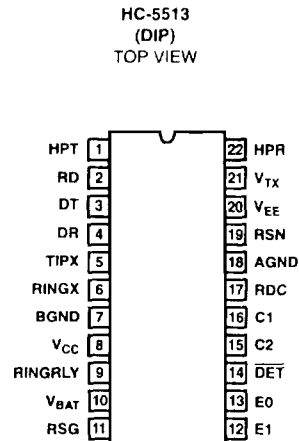 HC-5513
(DIP)
TOP VIEW
HPT 1 22 HPR
RD 2 21 VTX
DT 3 20 VEE
DR 4 19 RSN
TIPX 5 18 AGND
RINGX 6 17 RDC
BGND 7 16 C1
VCC 8 15 C2
RINGRLY 9 14 D̅E̅T̅
VBAT 10 13 E0
RSG 11 12 E1